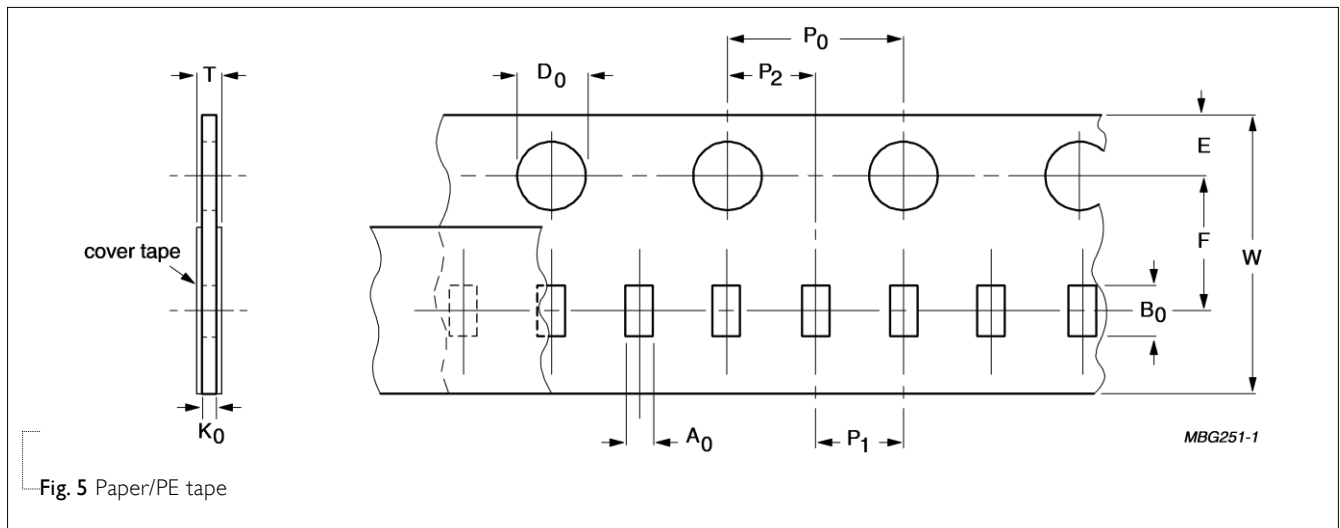 P0
T
D0
P2
E
cover tape
F
W
B0
K0
A0
P1
MBG251-1
Fig. 5 Paper/PE tape